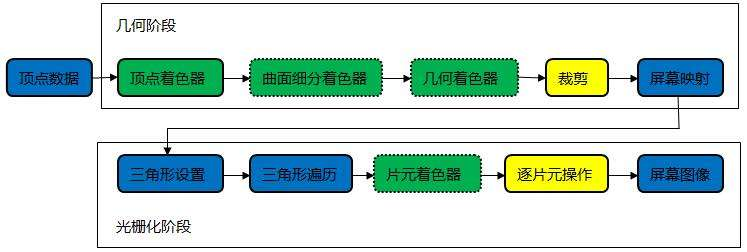 几何阶段
顶点数据
顶点着色器
曲面细分着色器
几何着色器
裁剪
屏幕映射
三角形设置
三角形遍历
片元着色器
逐片元操作
屏幕图像
光栅化阶段